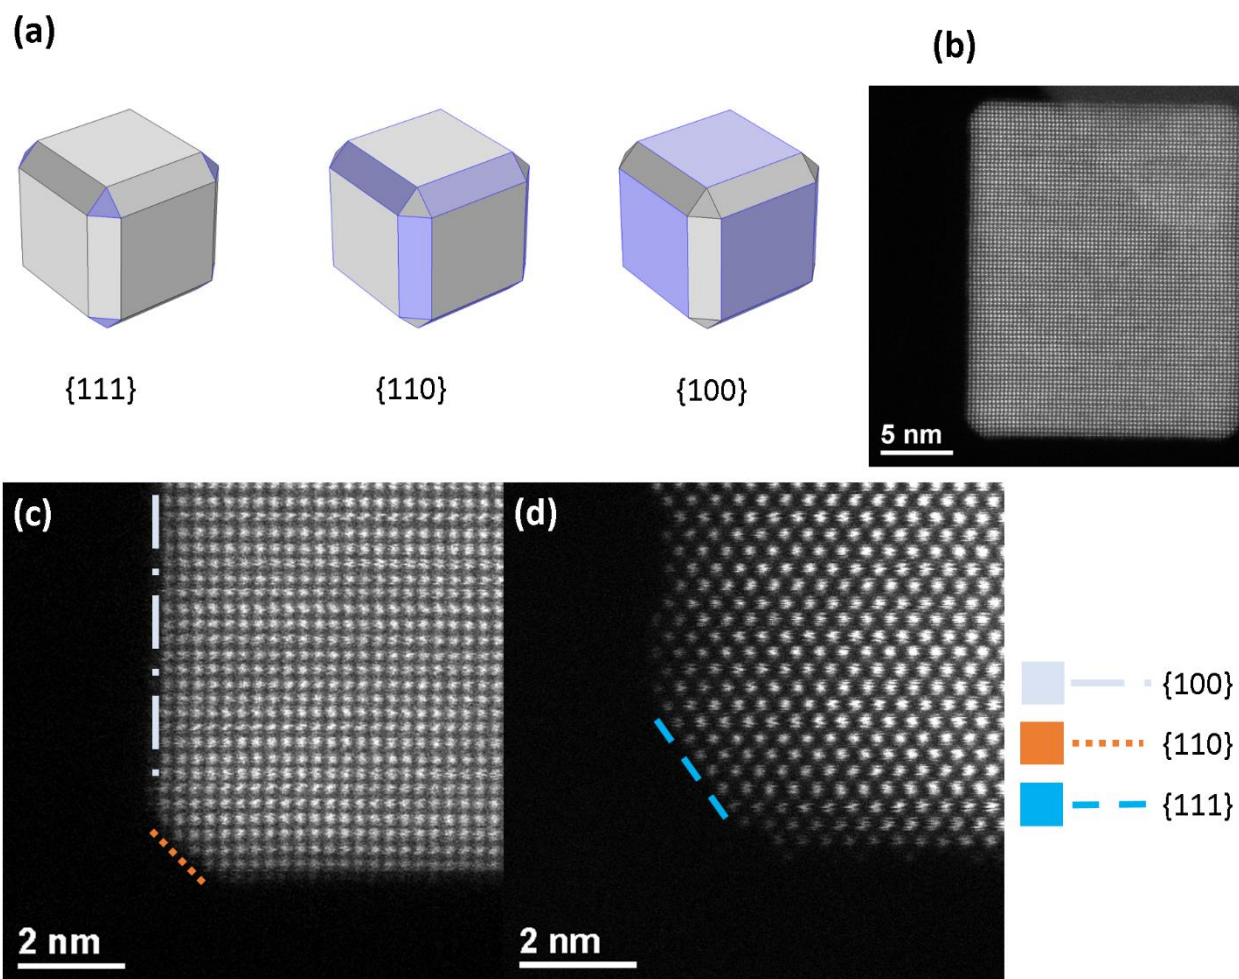 (a)
(b)
{111}
{110}
{100}
5 nm
(c)
(d)
{100}
{110}
{111}
2 nm
2 nm